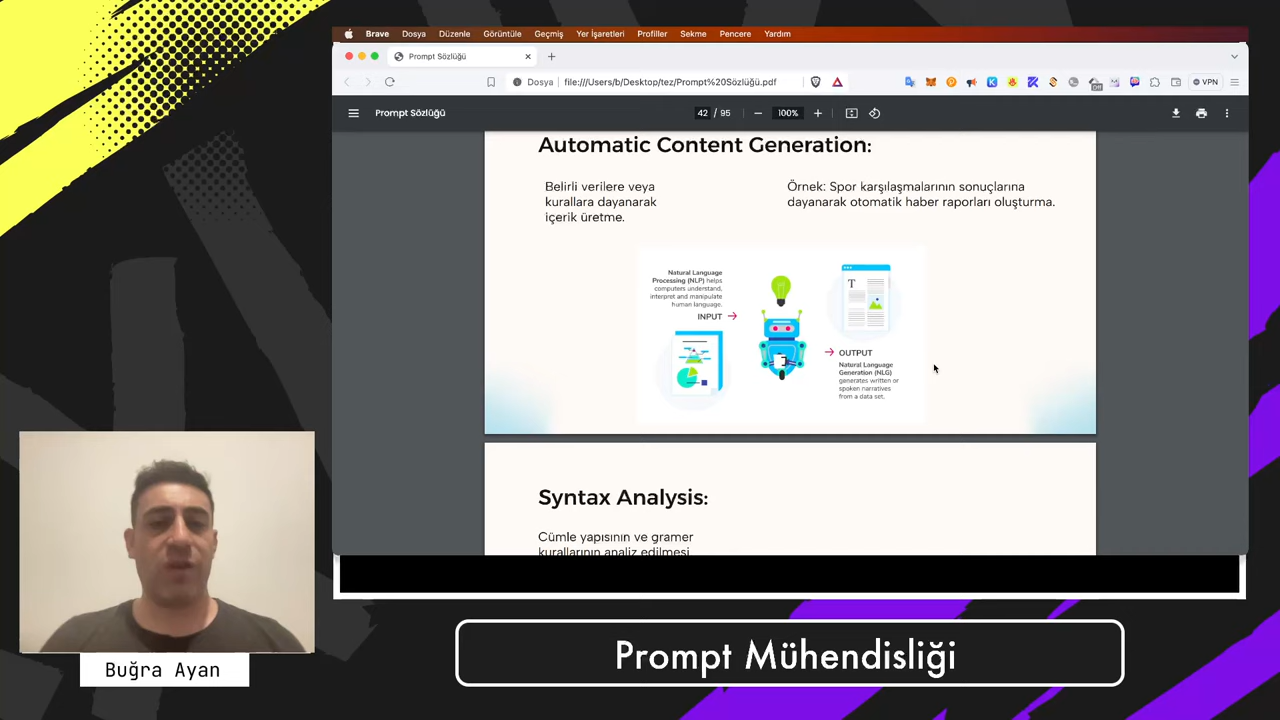 Brave Dosya Düzenle Görüntüle Geçmiş Yer İşaretleri Profiller Sekme Pencere Yardım
Prompt Sözlüğü
Dosya file:///Users/b/Desktop/tez/Prompt%20Sözlüğü.pdf
VPN
Prompt Sözlüğü
42 / 95
100%
Automatic Content Generation:
Belirli verilere veya
kurallara dayanarak
içerik üretme.
Örnek: Spor karşılaşmalarının sonuçlarına
dayanarak otomatik haber raporları oluşturma.
Natural Language
Processing (NLP) helps
computers understand,
interpret and manipulate
human language.
INPUT
T
OUTPUT
Natural Language
Generation (NLG)
generates written or
spoken narratives
from a data set.
Syntax Analysis:
Cümle yapısının ve gramer
kurallarının analiz edilmesi
Buğra Ayan
Prompt Mühendisliği